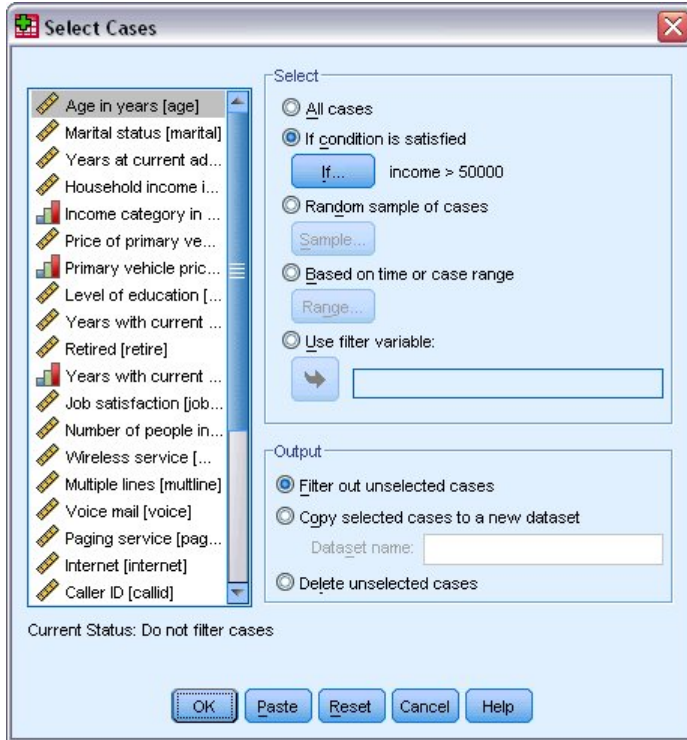 Select Cases
Age in years [age]
Marital status [marital]
Years at current ad...
Household income i...
Income category in ...
Price of primary ve...
Primary vehicle pric...
Level of education [...
Years with current ...
Retired [retire]
Years with current ...
Job satisfaction [job...
Number of people in...
Wireless service [...
Multiple lines [multline]
Voice mail [voice]
Paging service [pag...
Internet [internet]
Caller ID [callid]
Current Status: Do not filter cases
Select
All cases
If condition is satisfied
If... income > 50000
Random sample of cases
Sample...
Based on time or case range
Range...
Use filter variable:
Output
Filter out unselected cases
Copy selected cases to a new dataset
Dataset name:
Delete unselected cases
OK Paste Reset Cancel Help